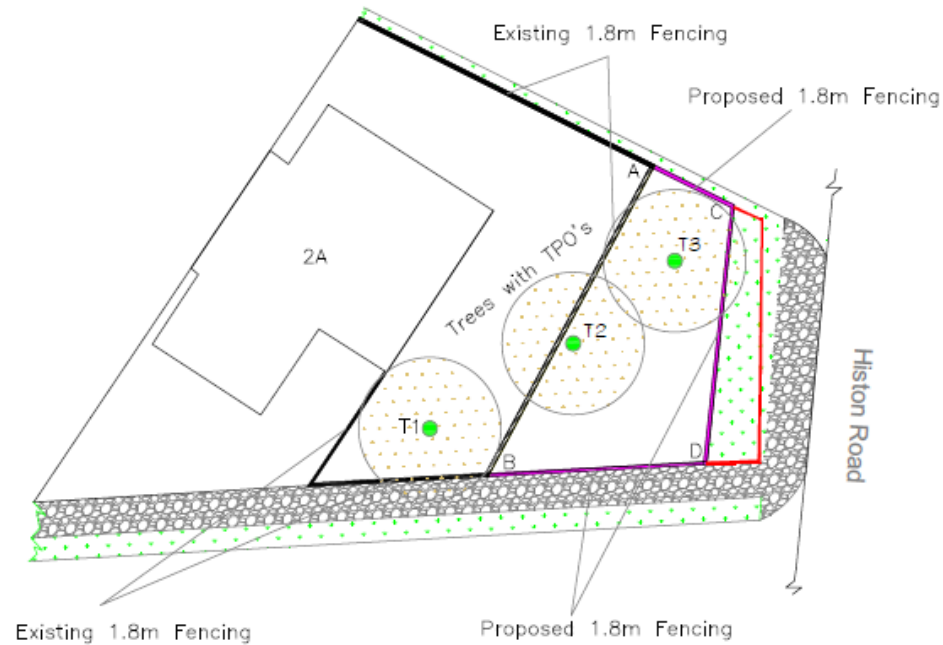 Existing 1.8m Fencing
Proposed 1.8m Fencing
A
C
T3
2A
Trees with TPO's
T2
T1
B
D
Histon Road
Existing 1.8m Fencing
Proposed 1.8m Fencing